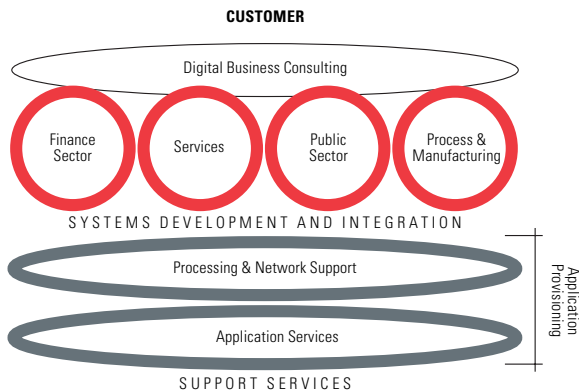 CUSTOMER
Digital Business Consulting
Finance
Sector
Services
Public
Sector
Process &
Manufacturing
SYSTEMS DEVELOPMENT AND INTEGRATION
Processing & Network Support
Application Services
Application
Provisioning
SUPPORT SERVICES